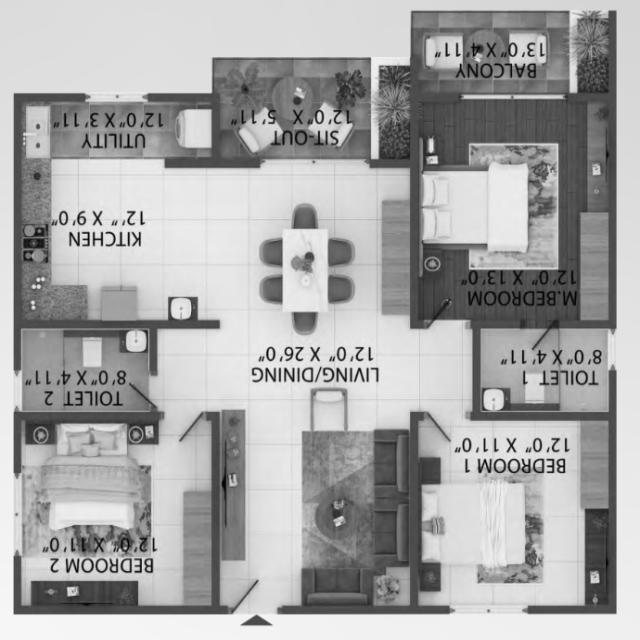 BEDROOM 2
12'0" X 11'0"
BEDROOM 1
12'0" X 11'0"
TOILET 2
8'0"X 4'11"
TOILET 1
8'0"X 4'11"
LIVING/DINING
12'0" X 26'0"
M.BEDROOM
12'0" X 13'0"
KITCHEN
12'" X 9'0"
UTILITY
12'0"X 3'11"
SIT-OUT
12'0"X 5'11"
BALCONY
13'0"X 4'11"